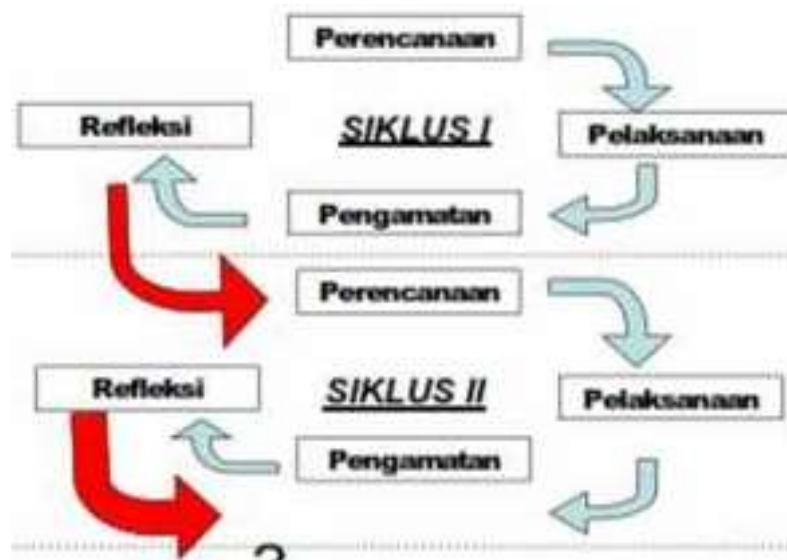 Perencanaan
Refleksi
SIKLUS I
Pelaksanaan
Pengamatan
Perencanaan
Refleksi
SIKLUS II
Pelaksanaan
Pengamatan